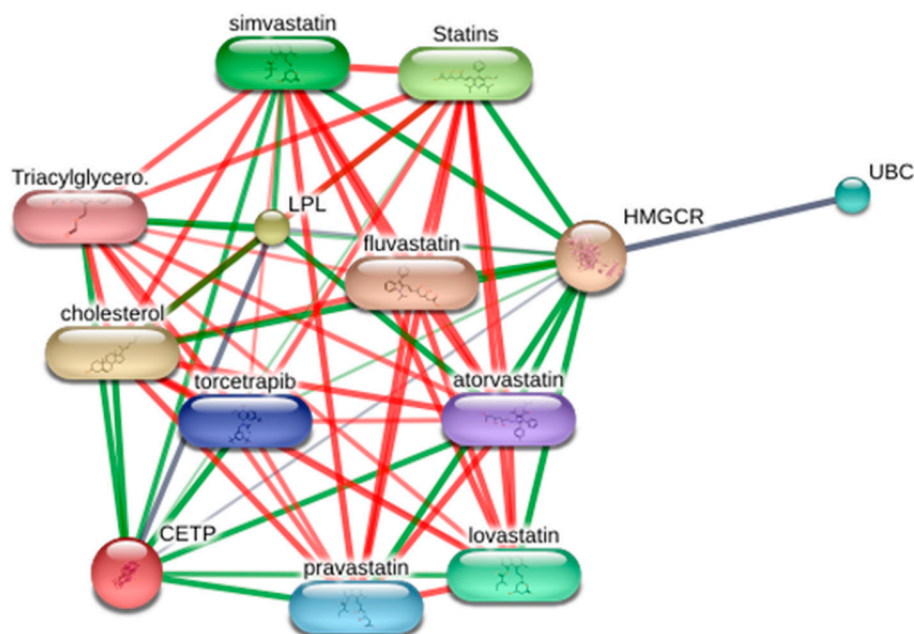 simvastatin
Statins
Triacylglycero.
LPL
UBC
HMGCR
fluvastatin
cholesterol
torcetrapib
atorvastatin
CETP
lovastatin
pravastatin